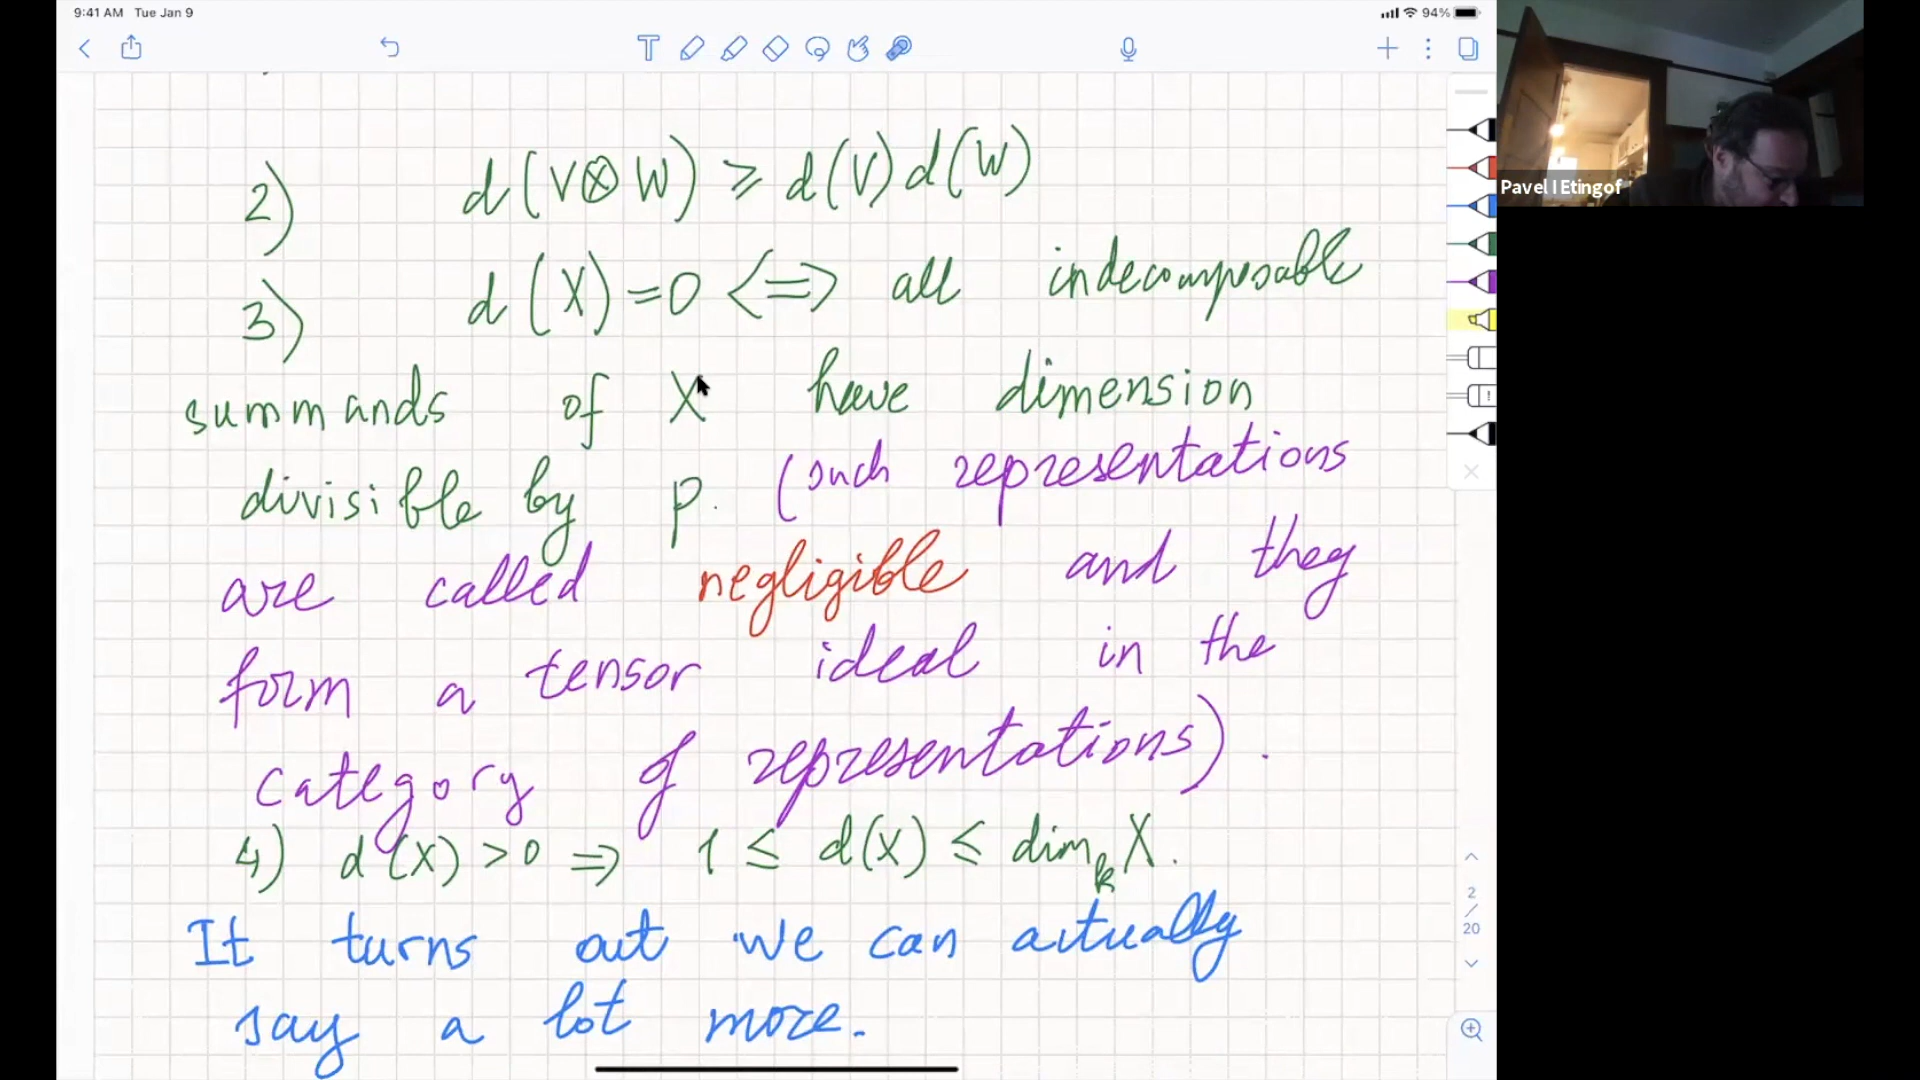 9:41 AM Tue Jan 9
94%
Pavel I Etingof
2) d(V⊗W) ≥ d(V)d(W)
3) d(X)=0 <=> all indecomposable
summands of X have dimension
divisible by p. (such representations
are called negligible and they
form a tensor ideal in the
category of representations).
4) d(X) > 0 => 1 ≤ d(X) ≤ dim_k X.
It turns out we can actually
say a lot more.
2
/
20